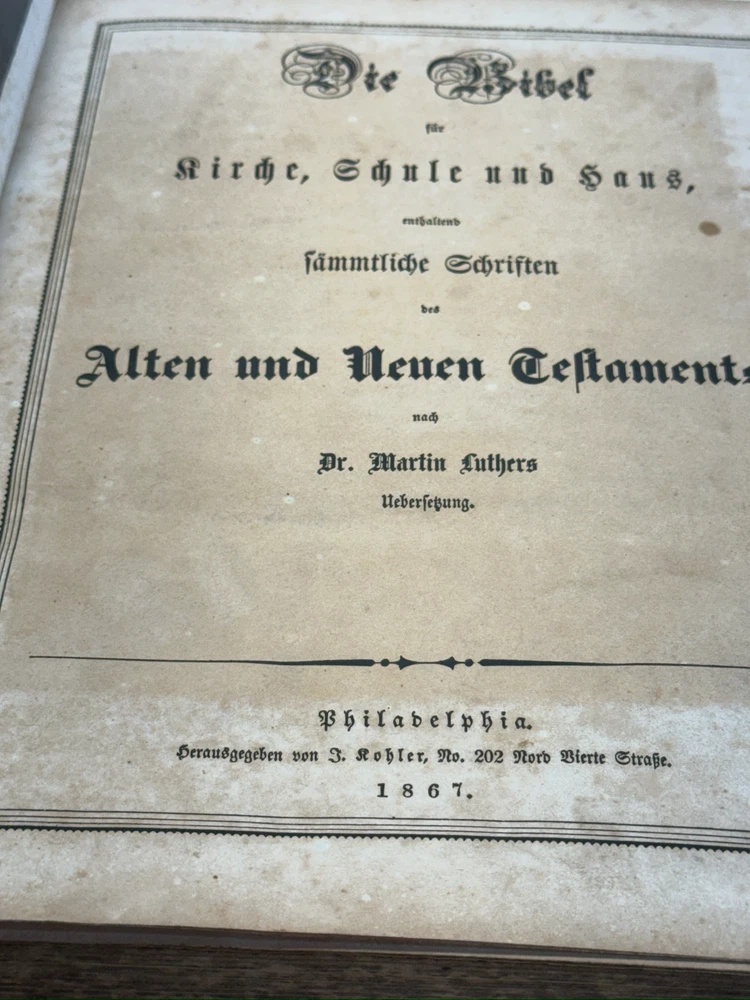 Die Bibel
für
Kirche, Schule und Haus,
enthaltend
sämmtliche Schriften
des
Alten und Neuen Testaments
nach
Dr. Martin Luthers
Uebersetzung.
Philadelphia.
Herausgegeben von J. Kohler, No. 202 Nord Vierte Straße.
1867.